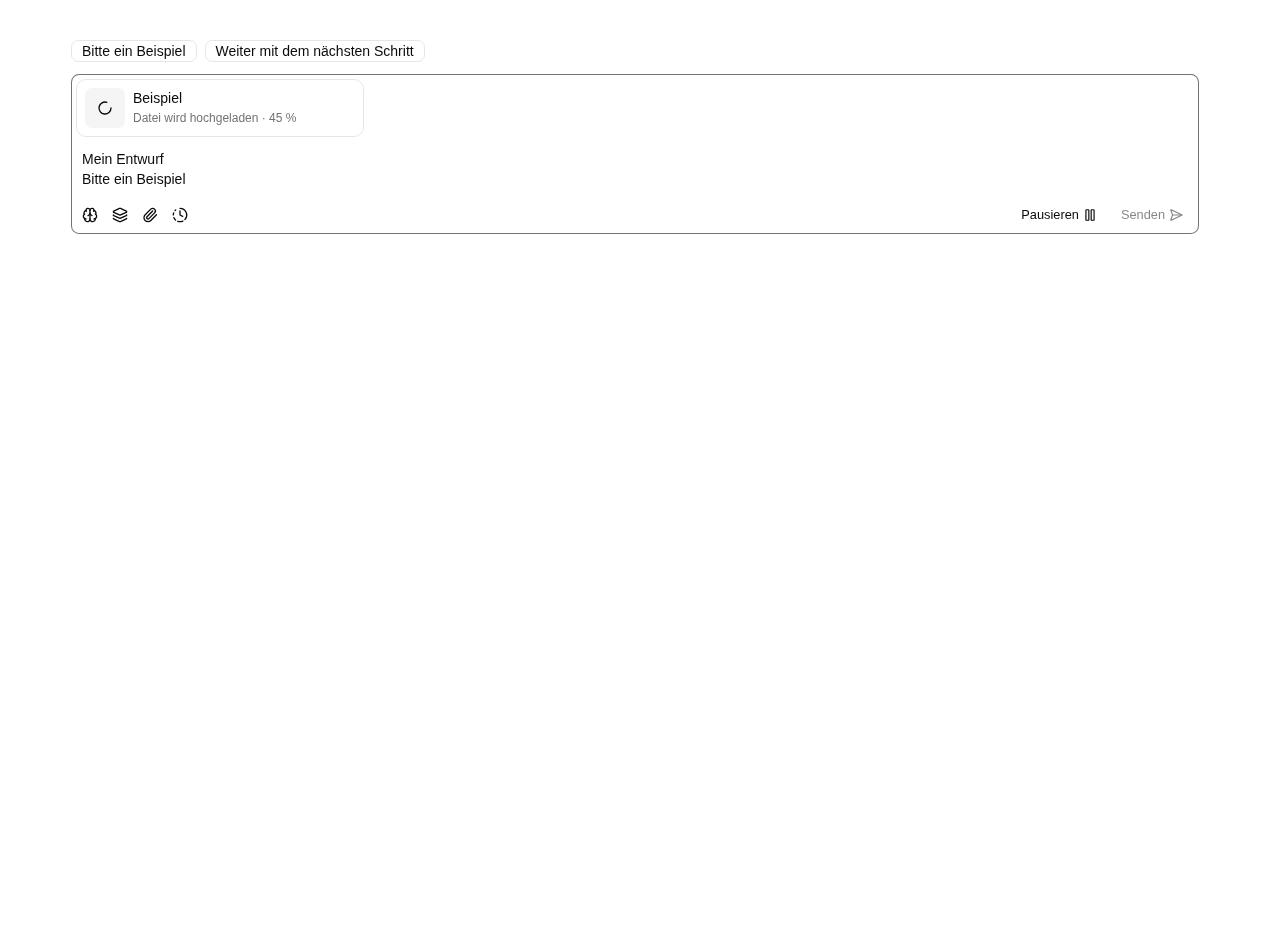 Bitte ein Beispiel
Weiter mit dem nächsten Schritt
Beispiel
Datei wird hochgeladen · 45 %
Mein Entwurf
Bitte ein Beispiel
Pausieren
Senden